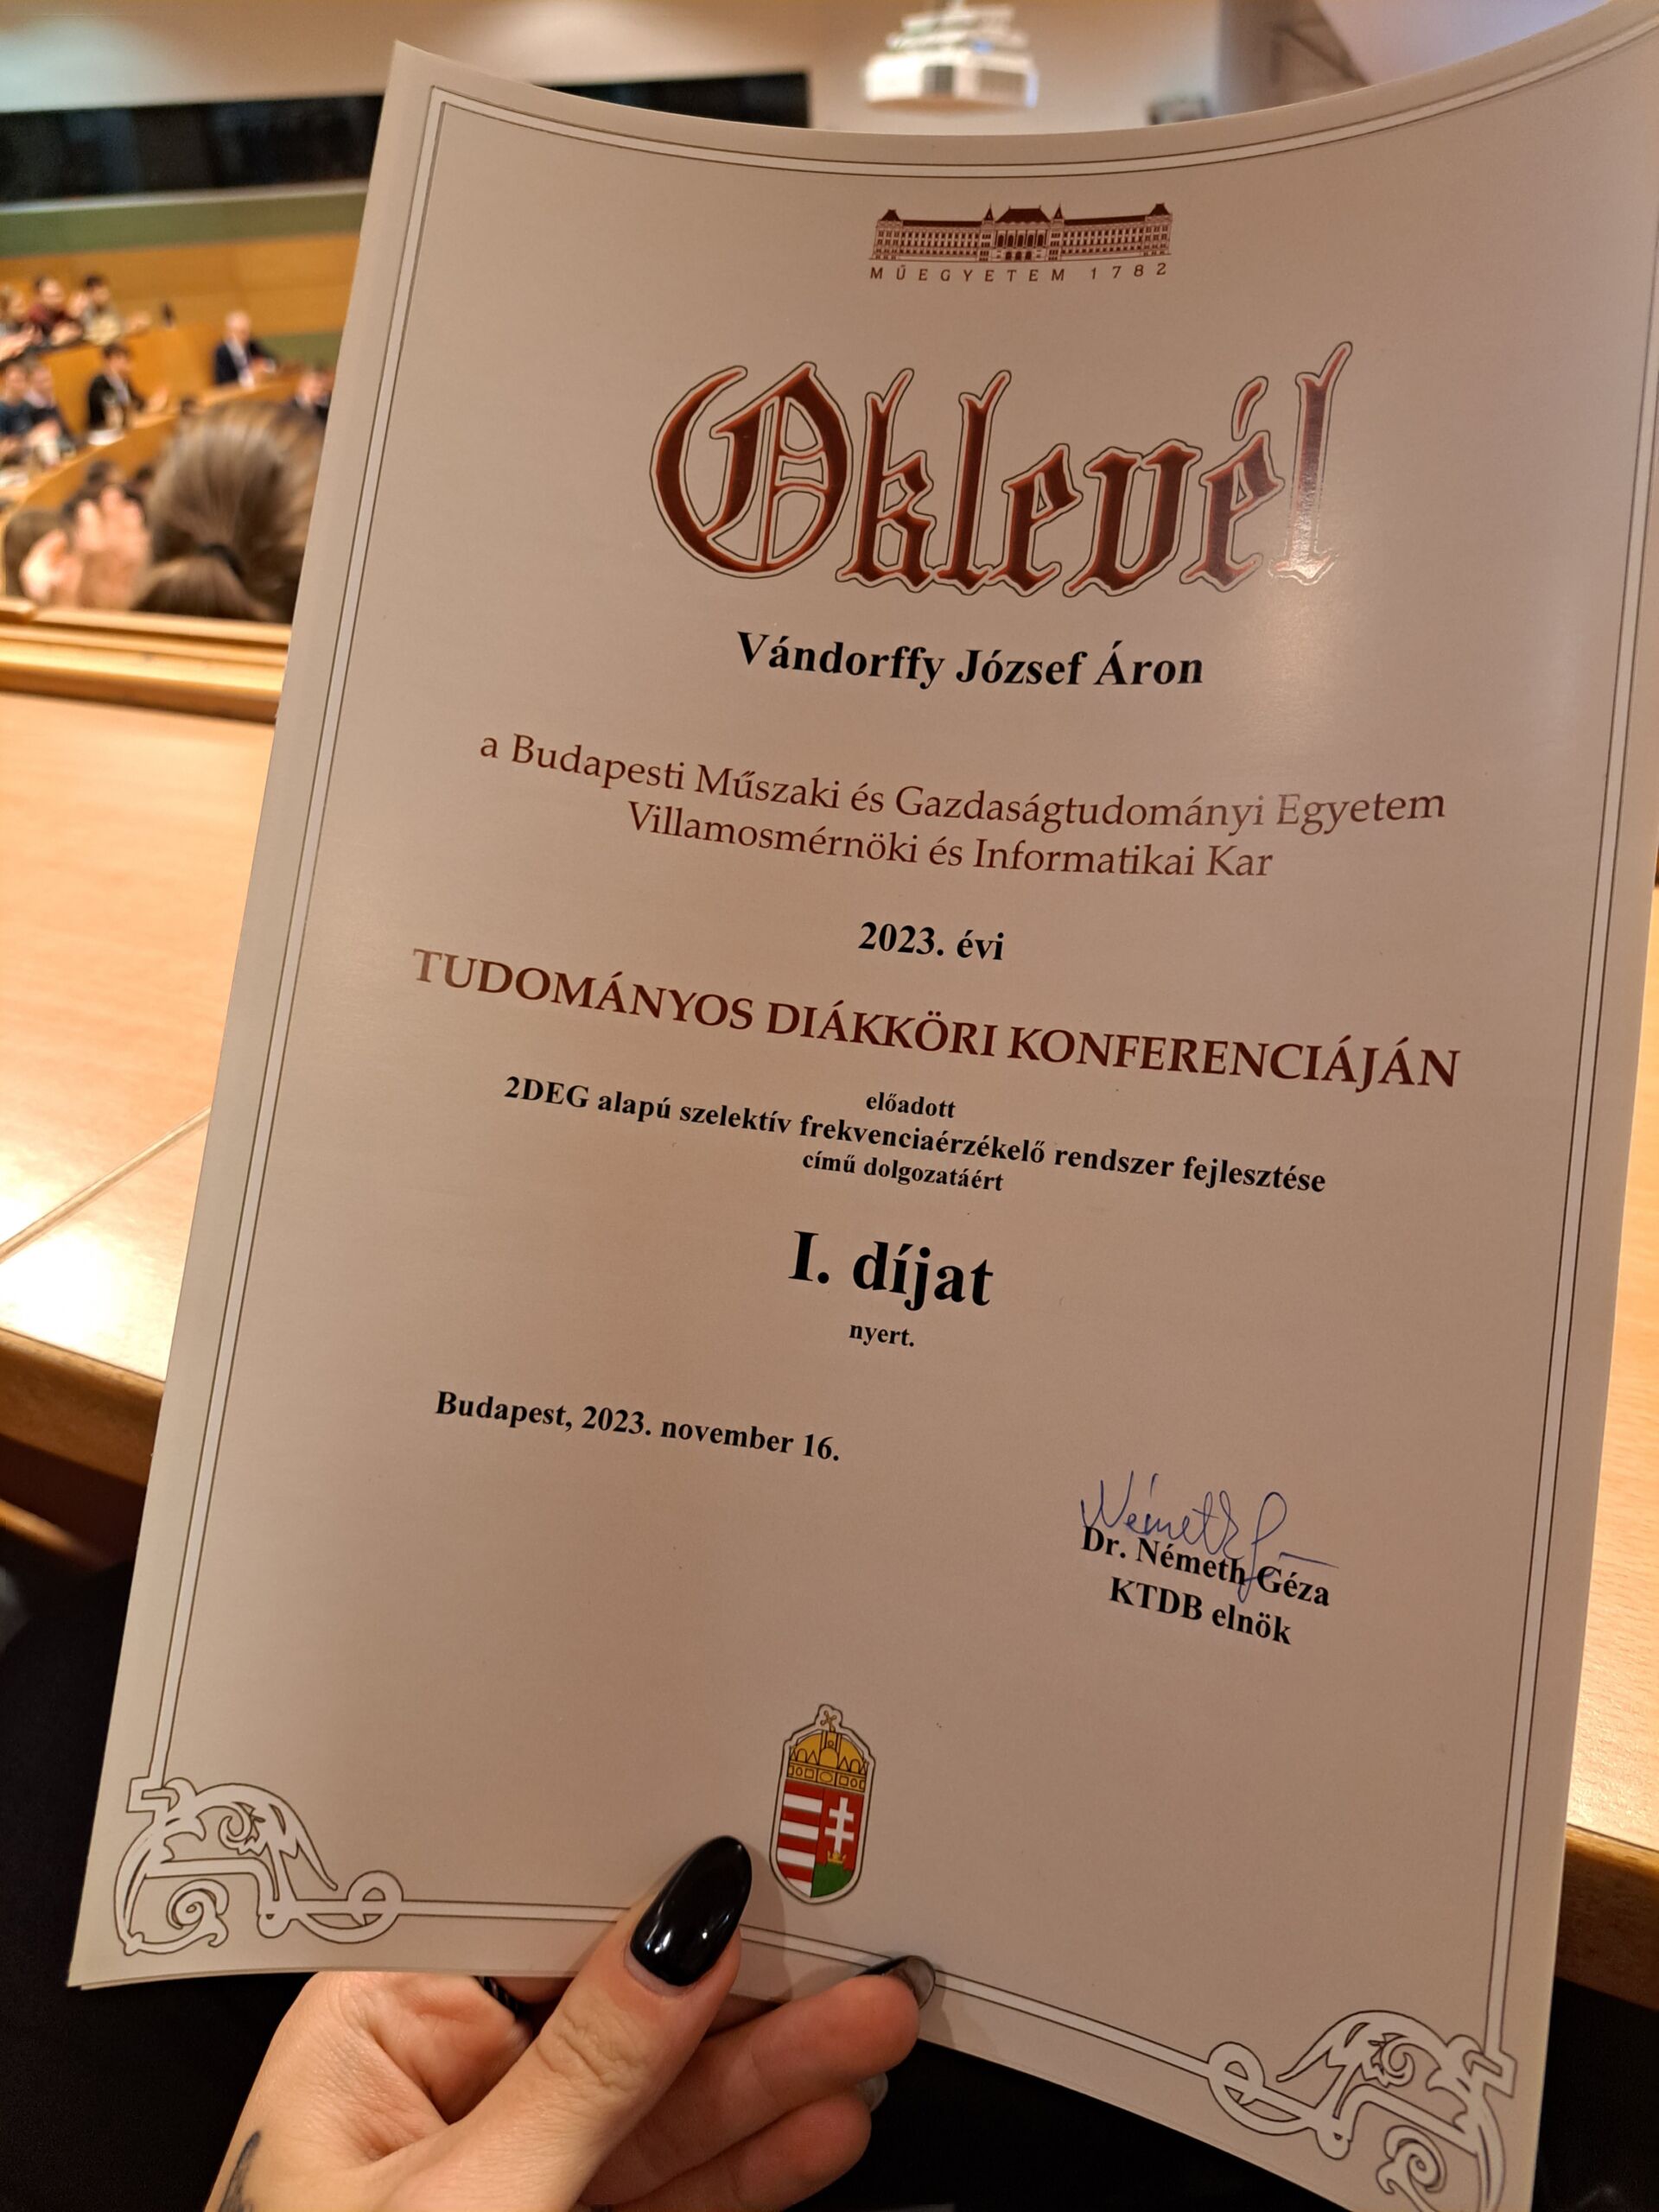 MŰEGYETEM 1782
Oklevél
Vándorffy József Áron
a Budapesti Műszaki és Gazdaságtudományi Egyetem
Villamosmérnöki és Informatikai Kar
2023. évi
TUDOMÁNYOS DIÁKKÖRI KONFERENCIÁJÁN
előadott
2DEG alapú szelektív frekvenciaérzékelő rendszer fejlesztése
című dolgozatáért
I. díjat
nyert.
Budapest, 2023. november 16.
Németh G
Dr. Németh Géza
KTDB elnök